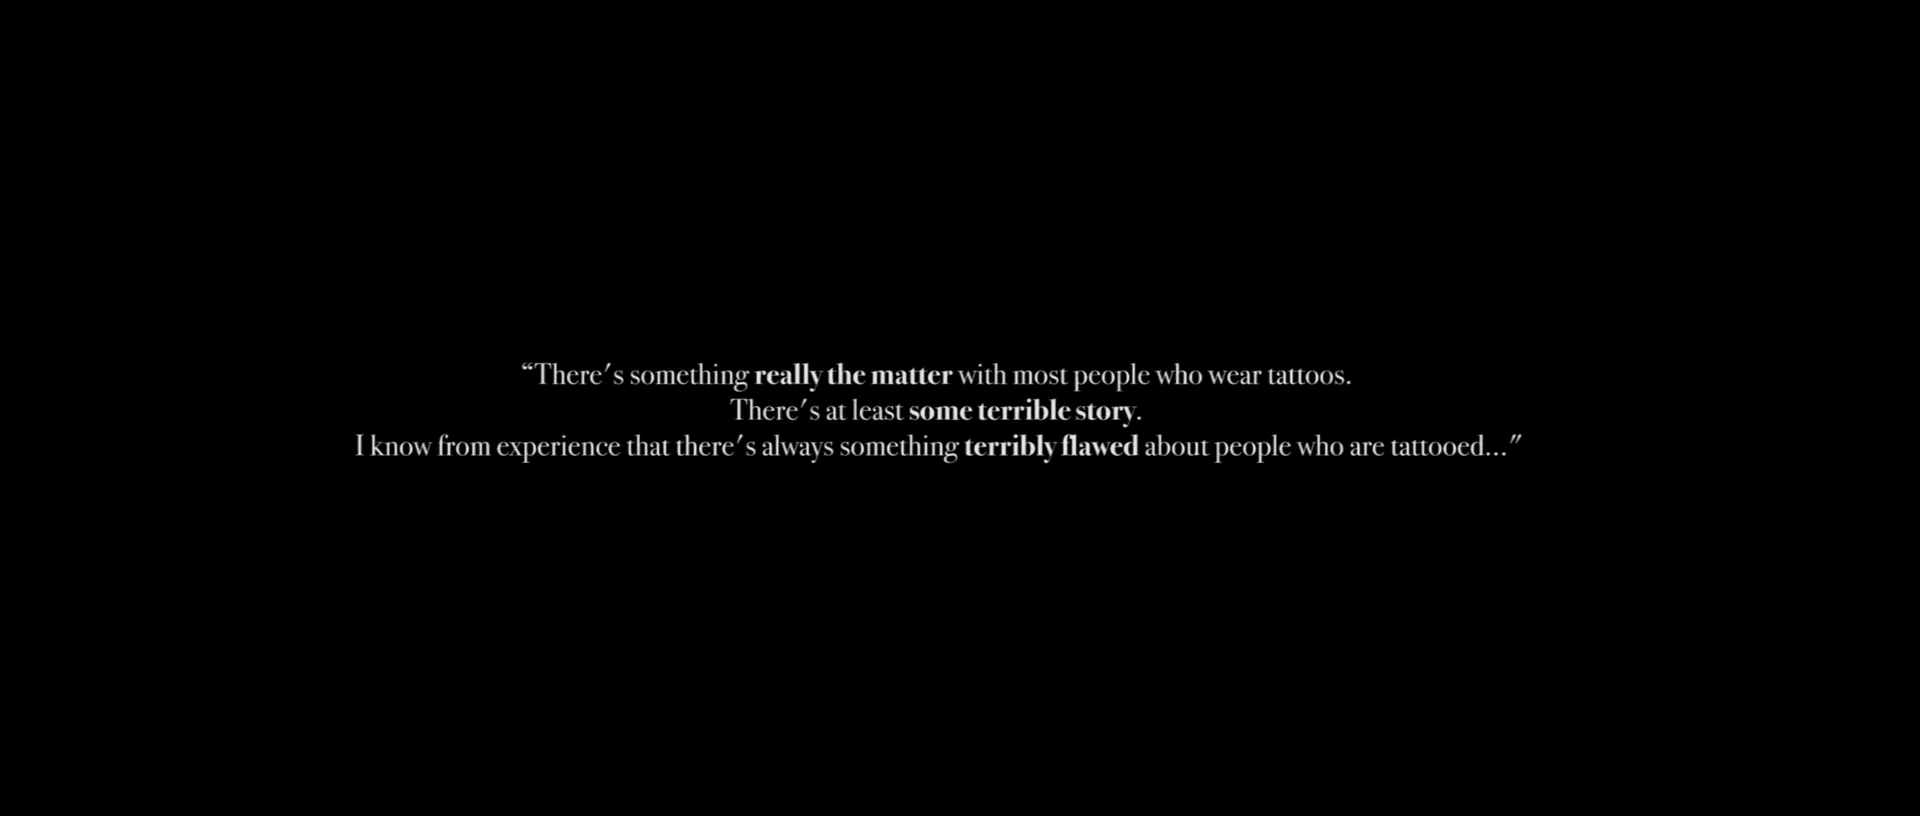 “There's something really the matter with most people who wear tattoos.
There's at least some terrible story.
I know from experience that there's always something terribly flawed about people who are tattooed..."